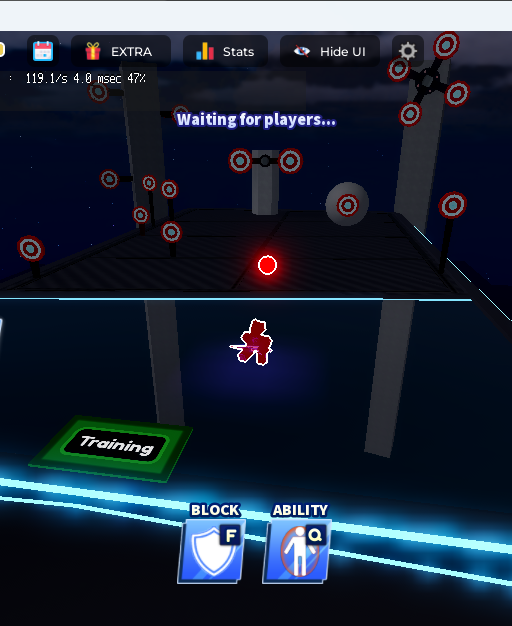 EXTRA
Stats
Hide UI
: 119.1/s 4.0 msec 47%
Waiting for players...
Training
BLOCK
ABILITY
F
Q